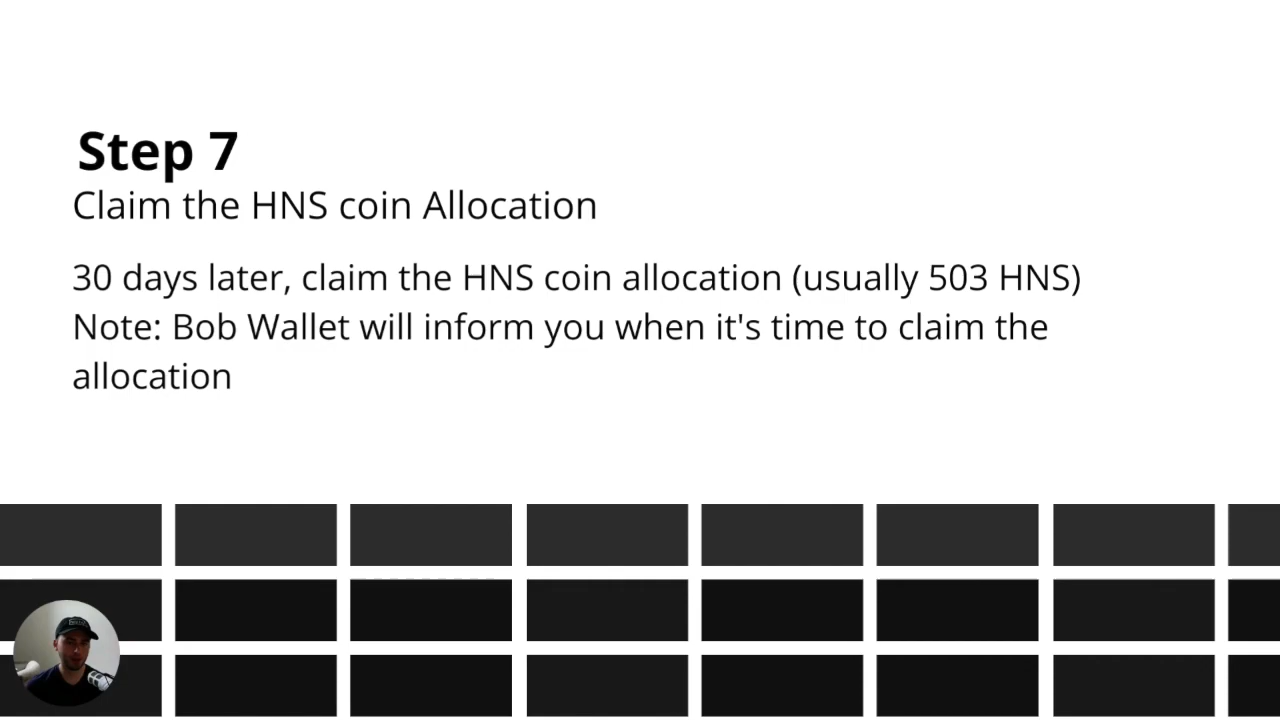 Step 7
Claim the HNS coin Allocation
30 days later, claim the HNS coin allocation (usually 503 HNS)
Note: Bob Wallet will inform you when it's time to claim the
allocation